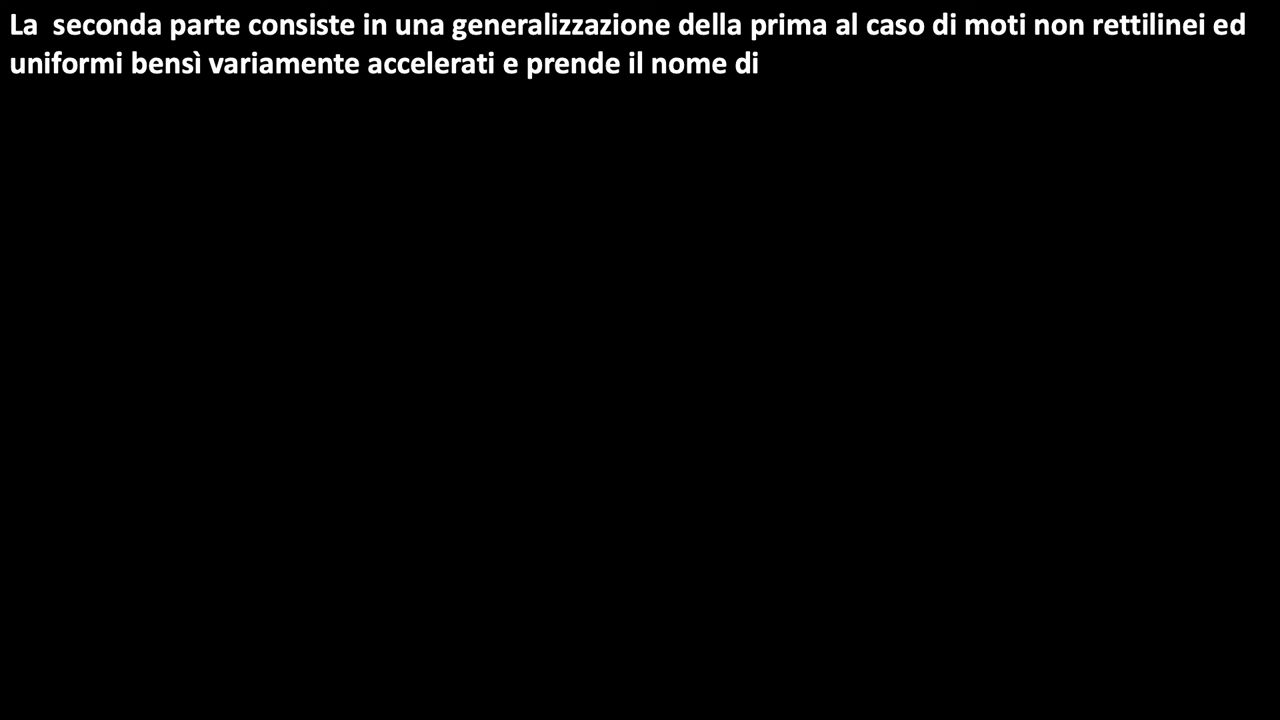 La  seconda parte consiste in una generalizzazione della prima al caso di moti non rettilinei ed
uniformi bensì variamente accelerati e prende il nome di